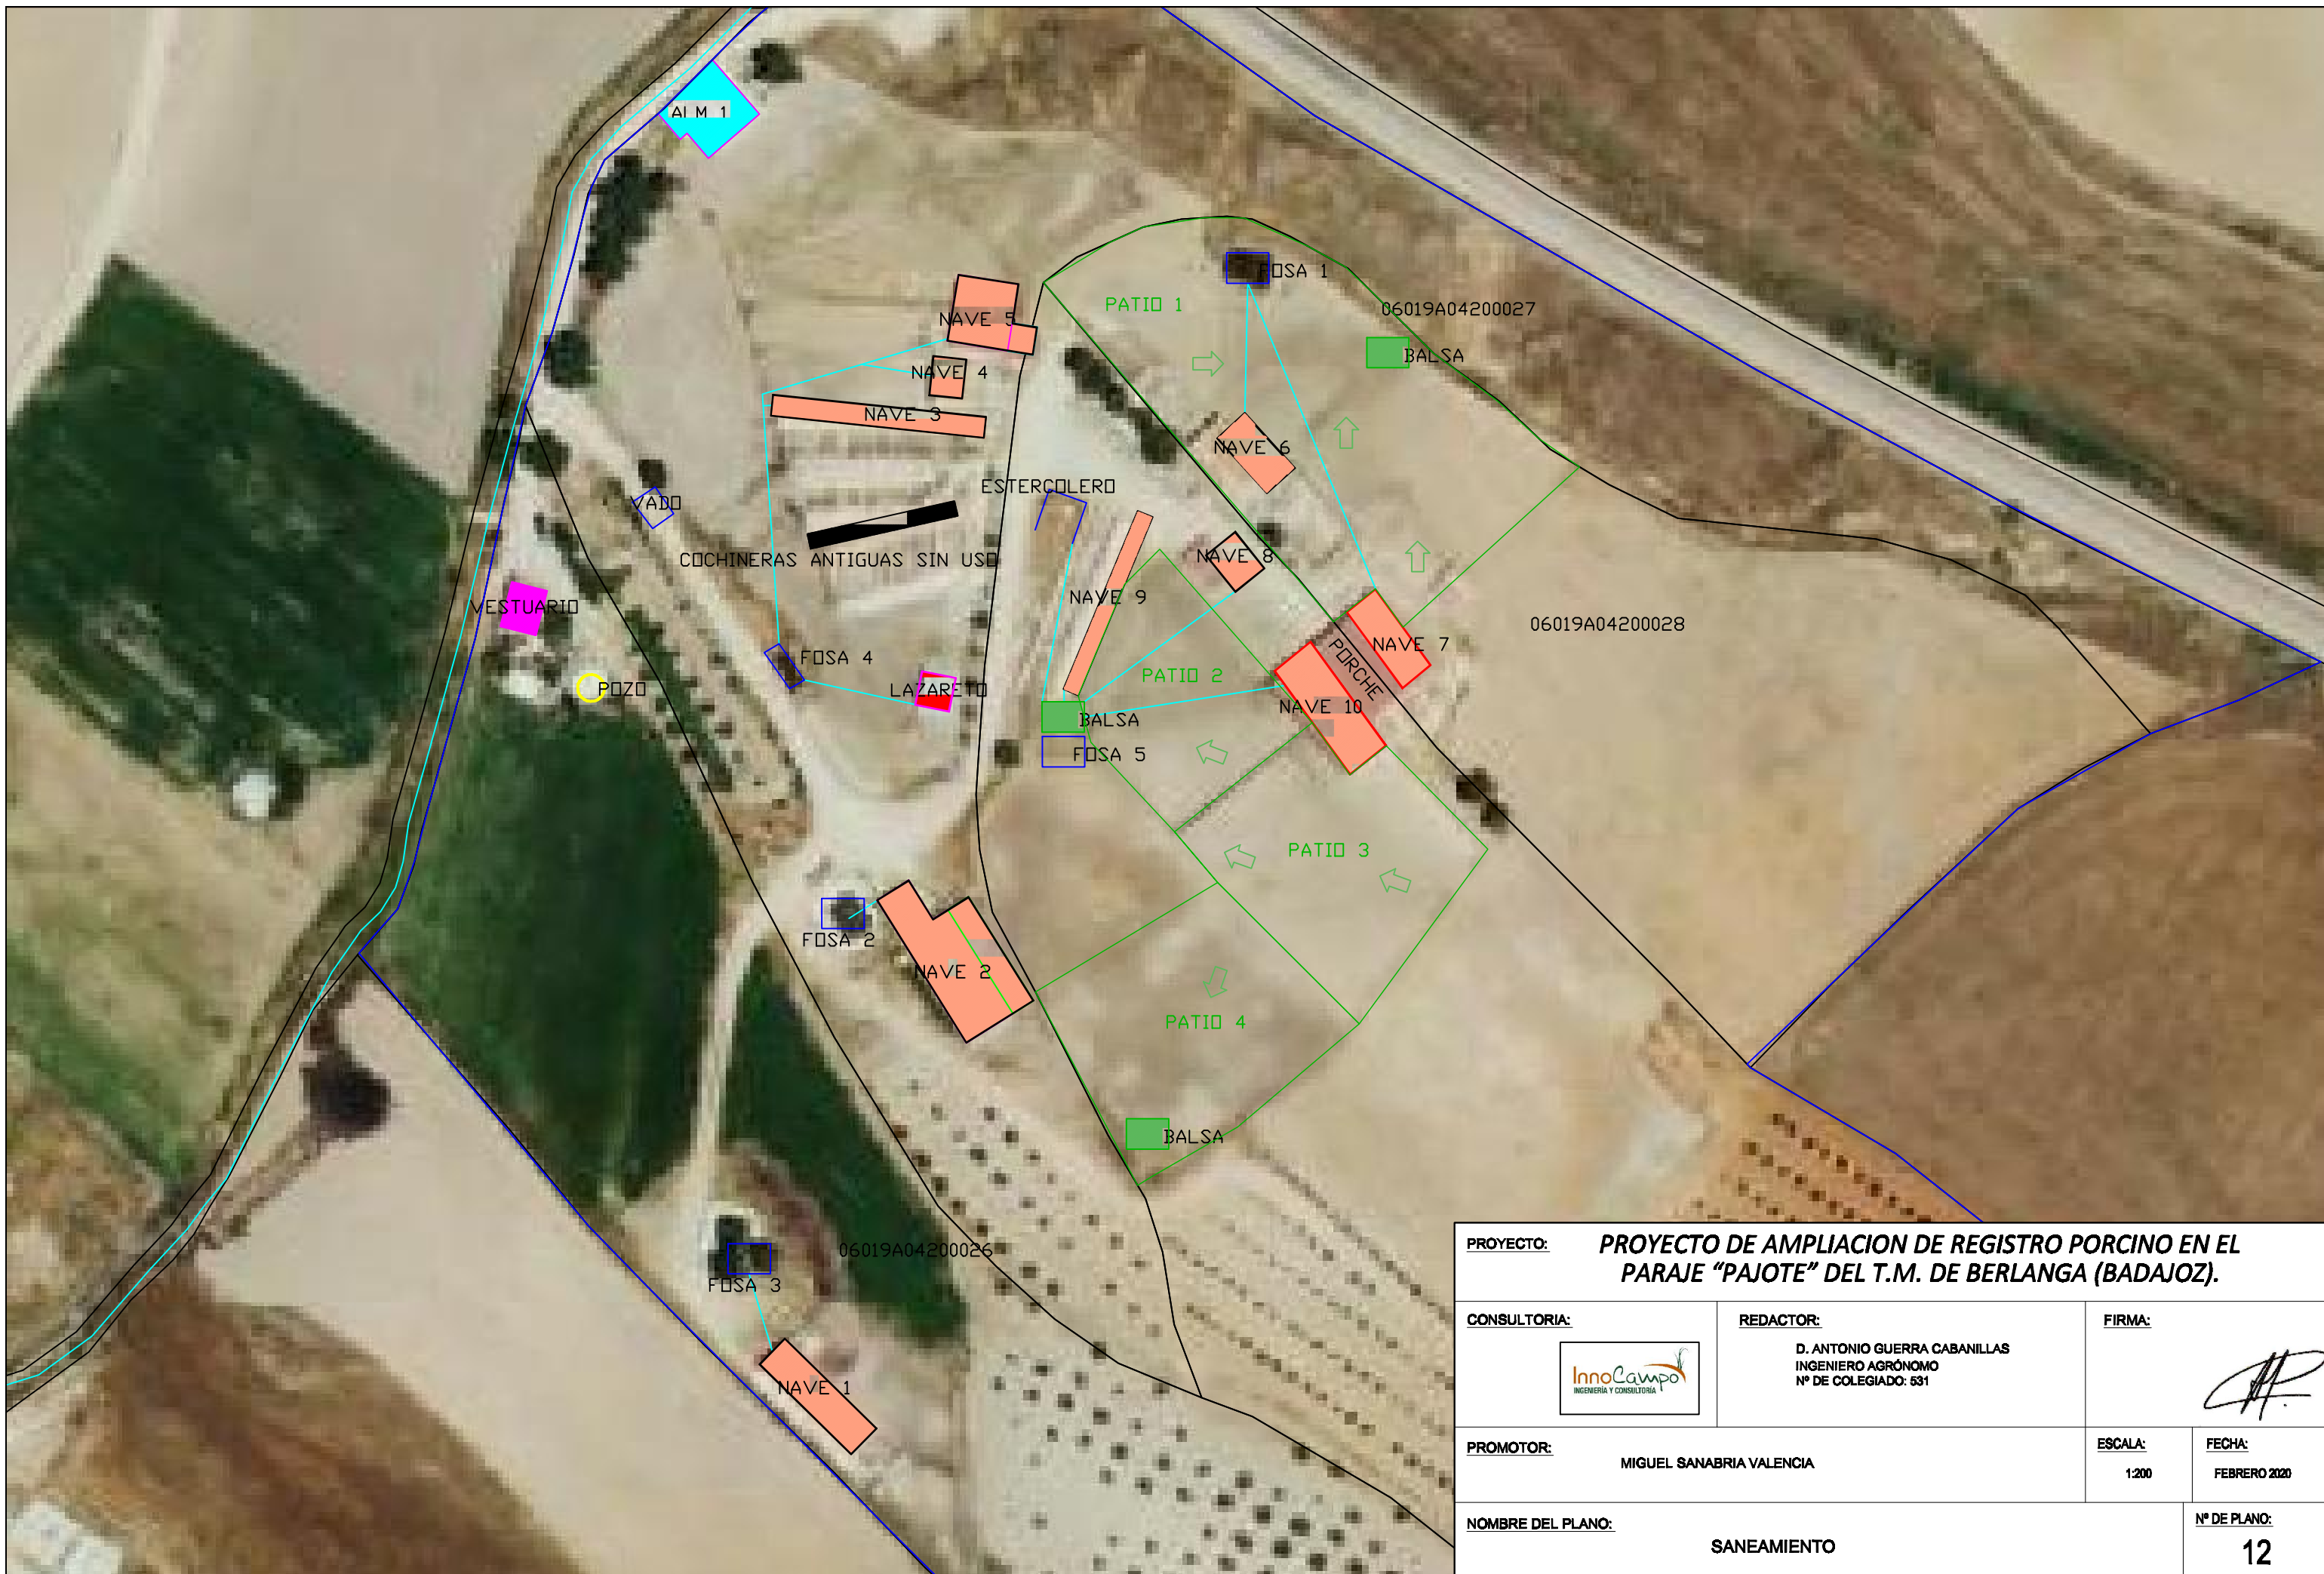 ALM 1
FOSA 1
PATIO 1
06019A04200027
NAVE 5
BALSA
NAVE 4
NAVE 3
NAVE 6
ESTERCOLERO
VADO
COCHINERAS ANTIGUAS SIN USO
NAVE 8
NAVE 9
VESTUARIO
06019A04200028
NAVE 7
FOSA 4
PORCHE
PATIO 2
POZO
LAZARETO
NAVE 10
BALSA
FOSA 5
PATIO 3
FOSA 2
NAVE 2
PATIO 4
BALSA
06019A04200026
FOSA 3
NAVE 1
PROYECTO: PROYECTO DE AMPLIACION DE REGISTRO PORCINO EN EL
PARAJE “PAJOTE” DEL T.M. DE BERLANGA (BADAJOZ).
CONSULTORIA:
InnoCampo
INGENIERÍA Y CONSULTORÍA
REDACTOR:
D. ANTONIO GUERRA CABANILLAS
INGENIERO AGRÓNOMO
Nº DE COLEGIADO: 531
FIRMA:
PROMOTOR:
MIGUEL SANABRIA VALENCIA
ESCALA:
1:200
FECHA:
FEBRERO 2020
NOMBRE DEL PLANO:
SANEAMIENTO
Nº DE PLANO:
12